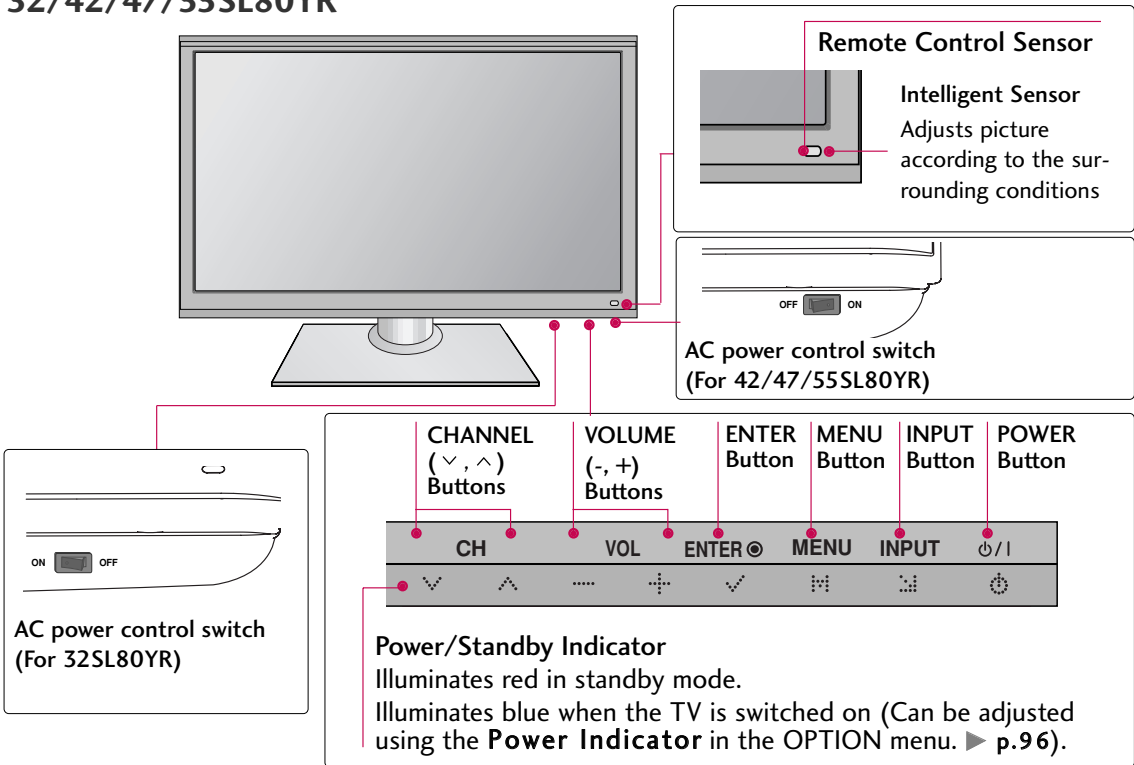 32/42/47/55SL80YR
Remote Control Sensor
Intelligent Sensor
Adjusts picture
according to the sur-
rounding conditions
OFF ON
AC power control switch
(For 42/47/55SL80YR)
ON OFF
AC power control switch
(For 32SL80YR)
CHANNEL
(﹀, ︿)
Buttons
VOLUME
(-, +)
Buttons
ENTER
Button
MENU
Button
INPUT
Button
POWER
Button
CH VOL ENTER MENU INPUT ⏻/I
Power/Standby Indicator
Illuminates red in standby mode.
Illuminates blue when the TV is switched on (Can be adjusted
using the Power Indicator in the OPTION menu. ▶ p.96).